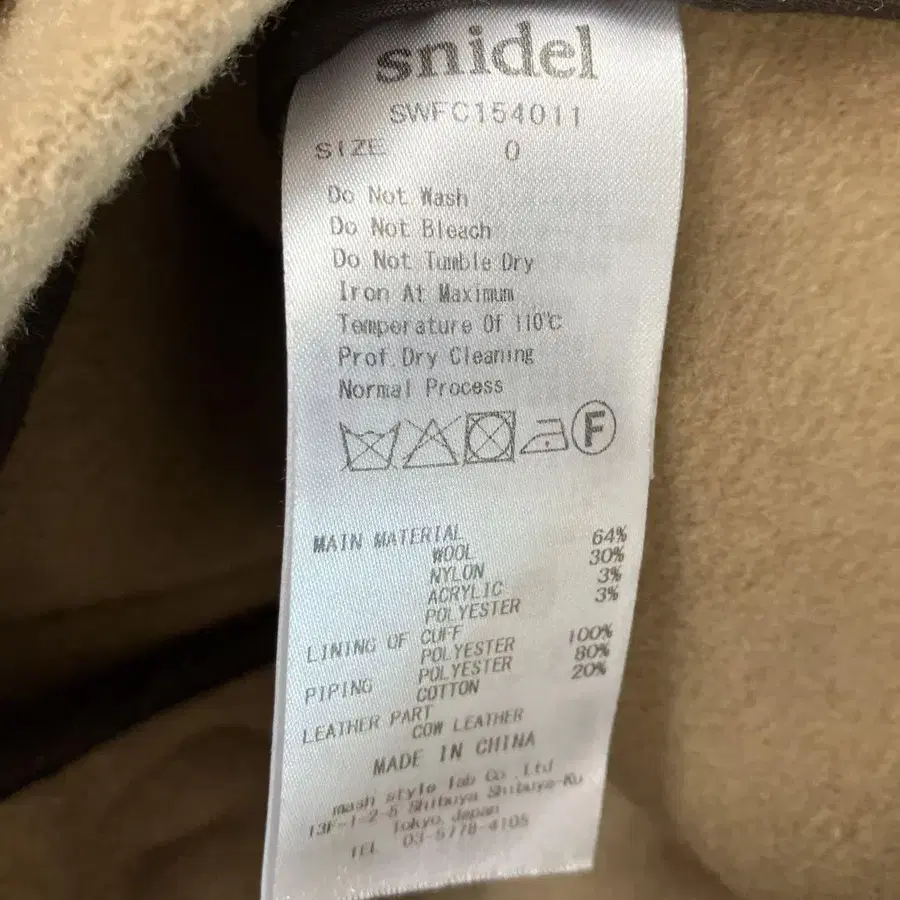 snidel
SWFC154011
SIZE 0
Do Not Wash
Do Not Bleach
Do Not Tumble Dry
Iron At Maximum
Temperature Of 110℃
Prof.Dry Cleaning
Normal Process
F
MAIN MATERIAL
WOOL 64%
NYLON 30%
ACRYLIC 3%
POLYESTER 3%
LINING OF CUFF
POLYESTER 100%
PIPING POLYESTER 80%
COTTON 20%
LEATHER PART
COW LEATHER
MADE IN CHINA
mash style lab Co.,Ltd
13F-1-2-5 Shibuya Shibuya-Ku
Tokyo, Japan
TEL 03-5778-4105